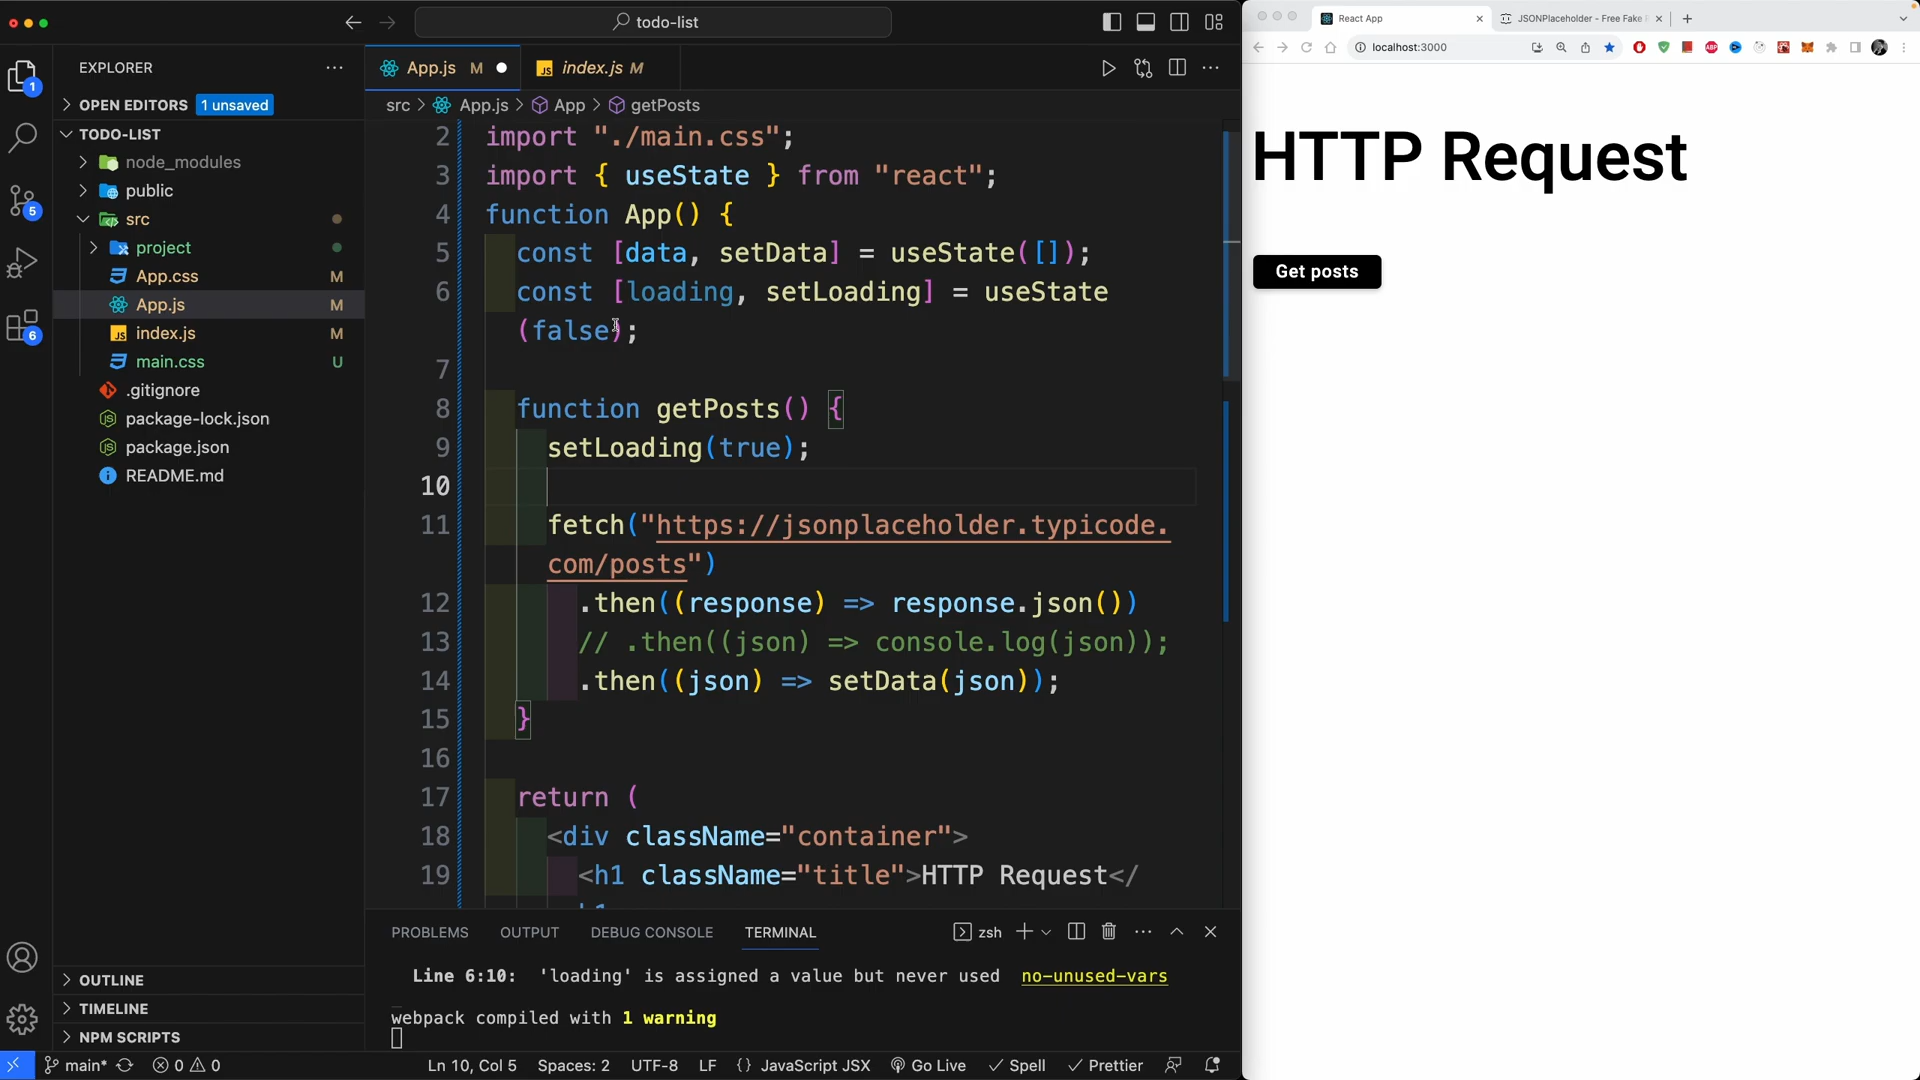 todo-list
EXPLORER
OPEN EDITORS 1 unsaved
TODO-LIST
node_modules
public
src
project
App.css M
App.js M
index.js M
main.css U
.gitignore
package-lock.json
package.json
README.md
OUTLINE
TIMELINE
NPM SCRIPTS
1
5
6
App.js M
index.js M
src > App.js > App > getPosts
2 import "./main.css";
3 import { useState } from "react";
4 function App() {
5 const [data, setData] = useState([]);
6 const [loading, setLoading] = useState
(false);
7
8 function getPosts() {
9 setLoading(true);
10
11 fetch("https://jsonplaceholder.typicode.
com/posts")
12 .then((response) => response.json())
13 // .then((json) => console.log(json));
14 .then((json) => setData(json));
15 }
16
17 return (
18 <div className="container">
19 <h1 className="title">HTTP Request</
PROBLEMS OUTPUT DEBUG CONSOLE TERMINAL zsh
Line 6:10: 'loading' is assigned a value but never used no-unused-vars
webpack compiled with 1 warning
main* 0 0 Ln 10, Col 5 Spaces: 2 UTF-8 LF {} JavaScript JSX Go Live Spell Prettier
React App
JSONPlaceholder - Free Fake
localhost:3000
ABP
HTTP Request
Get posts